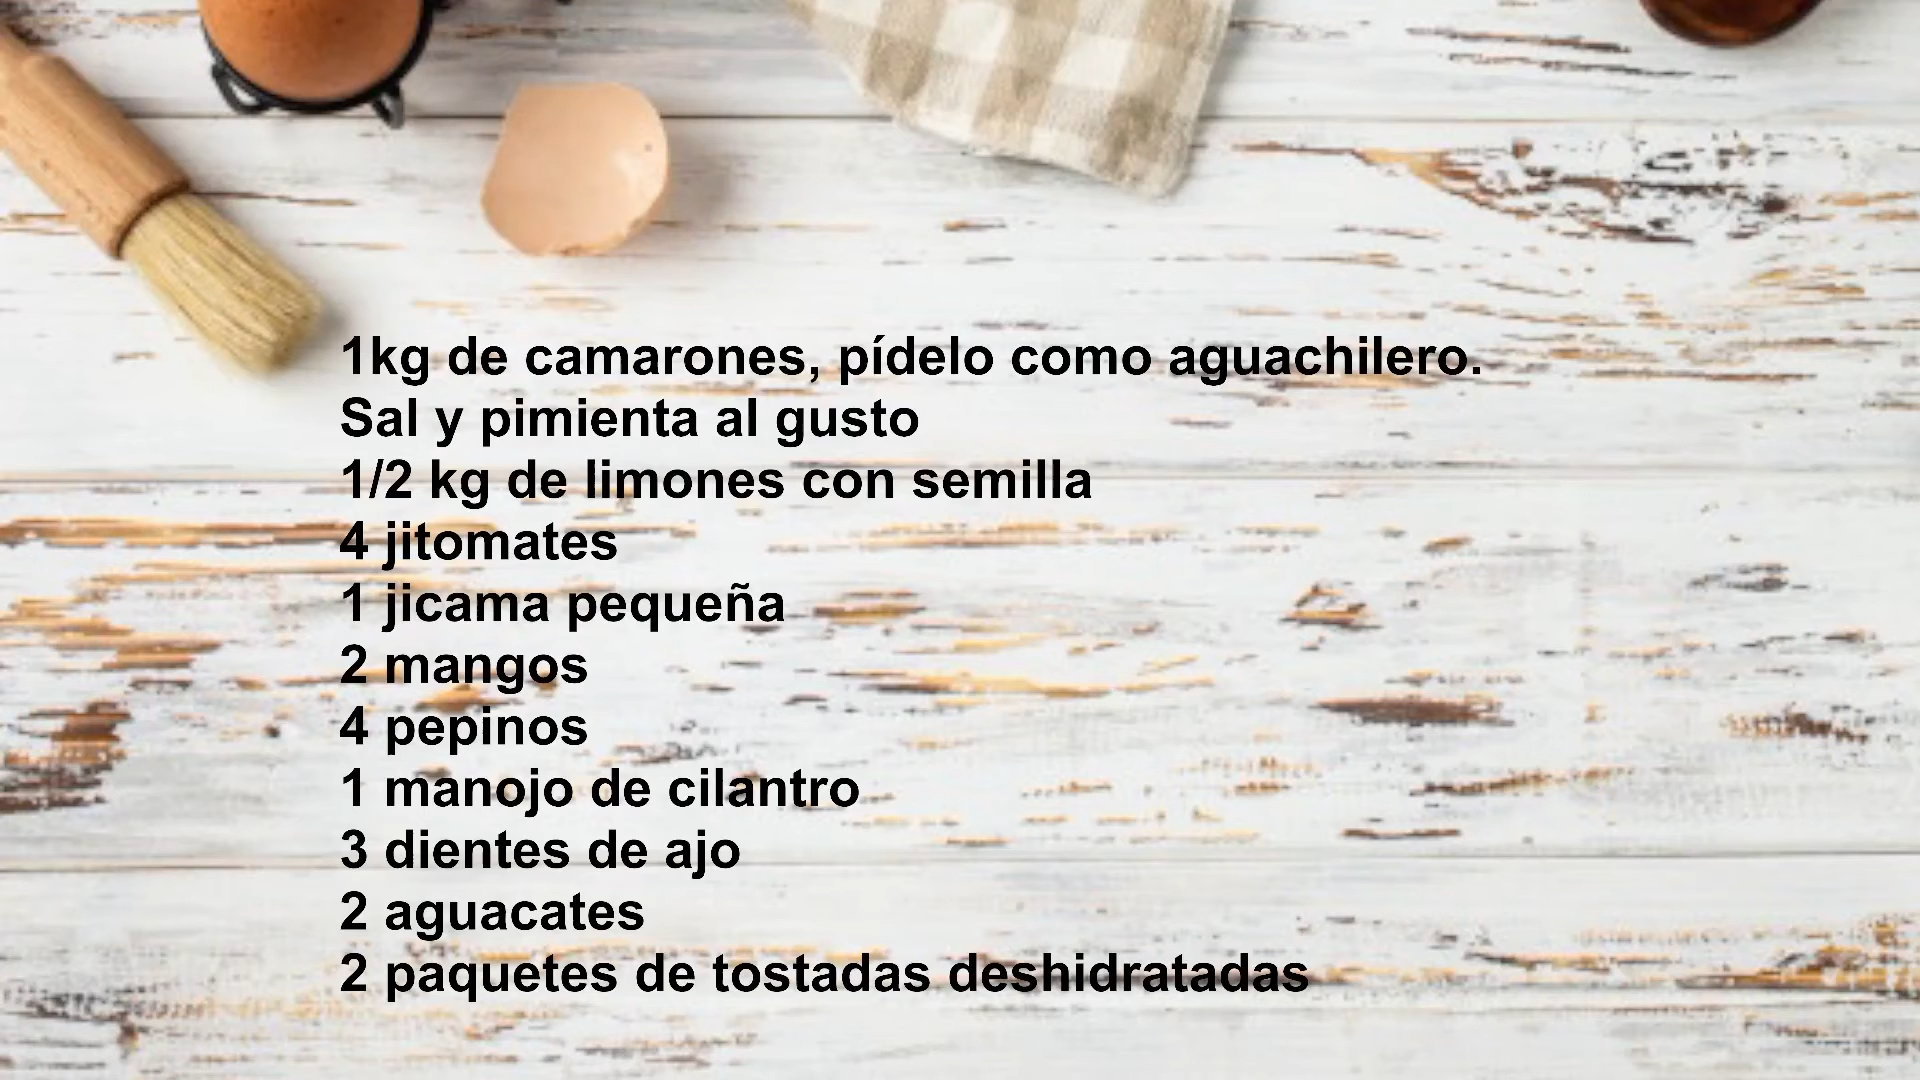 1kg de camarones, pídelo como aguachilero.
Sal y pimienta al gusto
1/2 kg de limones con semilla
4 jitomates
1 jicama pequeña
2 mangos
4 pepinos
1 manojo de cilantro
3 dientes de ajo
2 aguacates
2 paquetes de tostadas deshidratadas